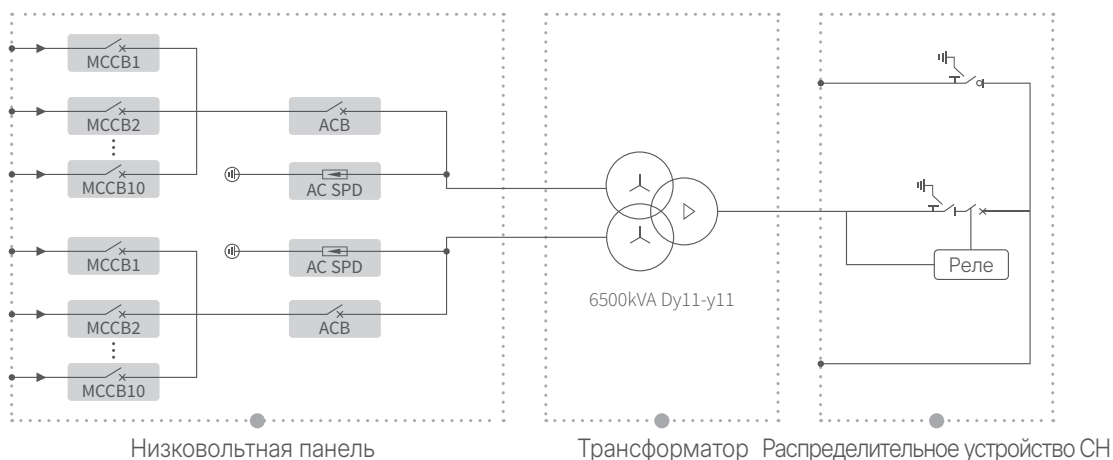 MCCB1
MCCB2
ACB
MCCB10
AC SPD
MCCB1
AC SPD
MCCB2
ACB
MCCB10
6500kVA Dy11-y11
Реле
Низковольтная панель
Трансформатор
Распределительное устройство СН